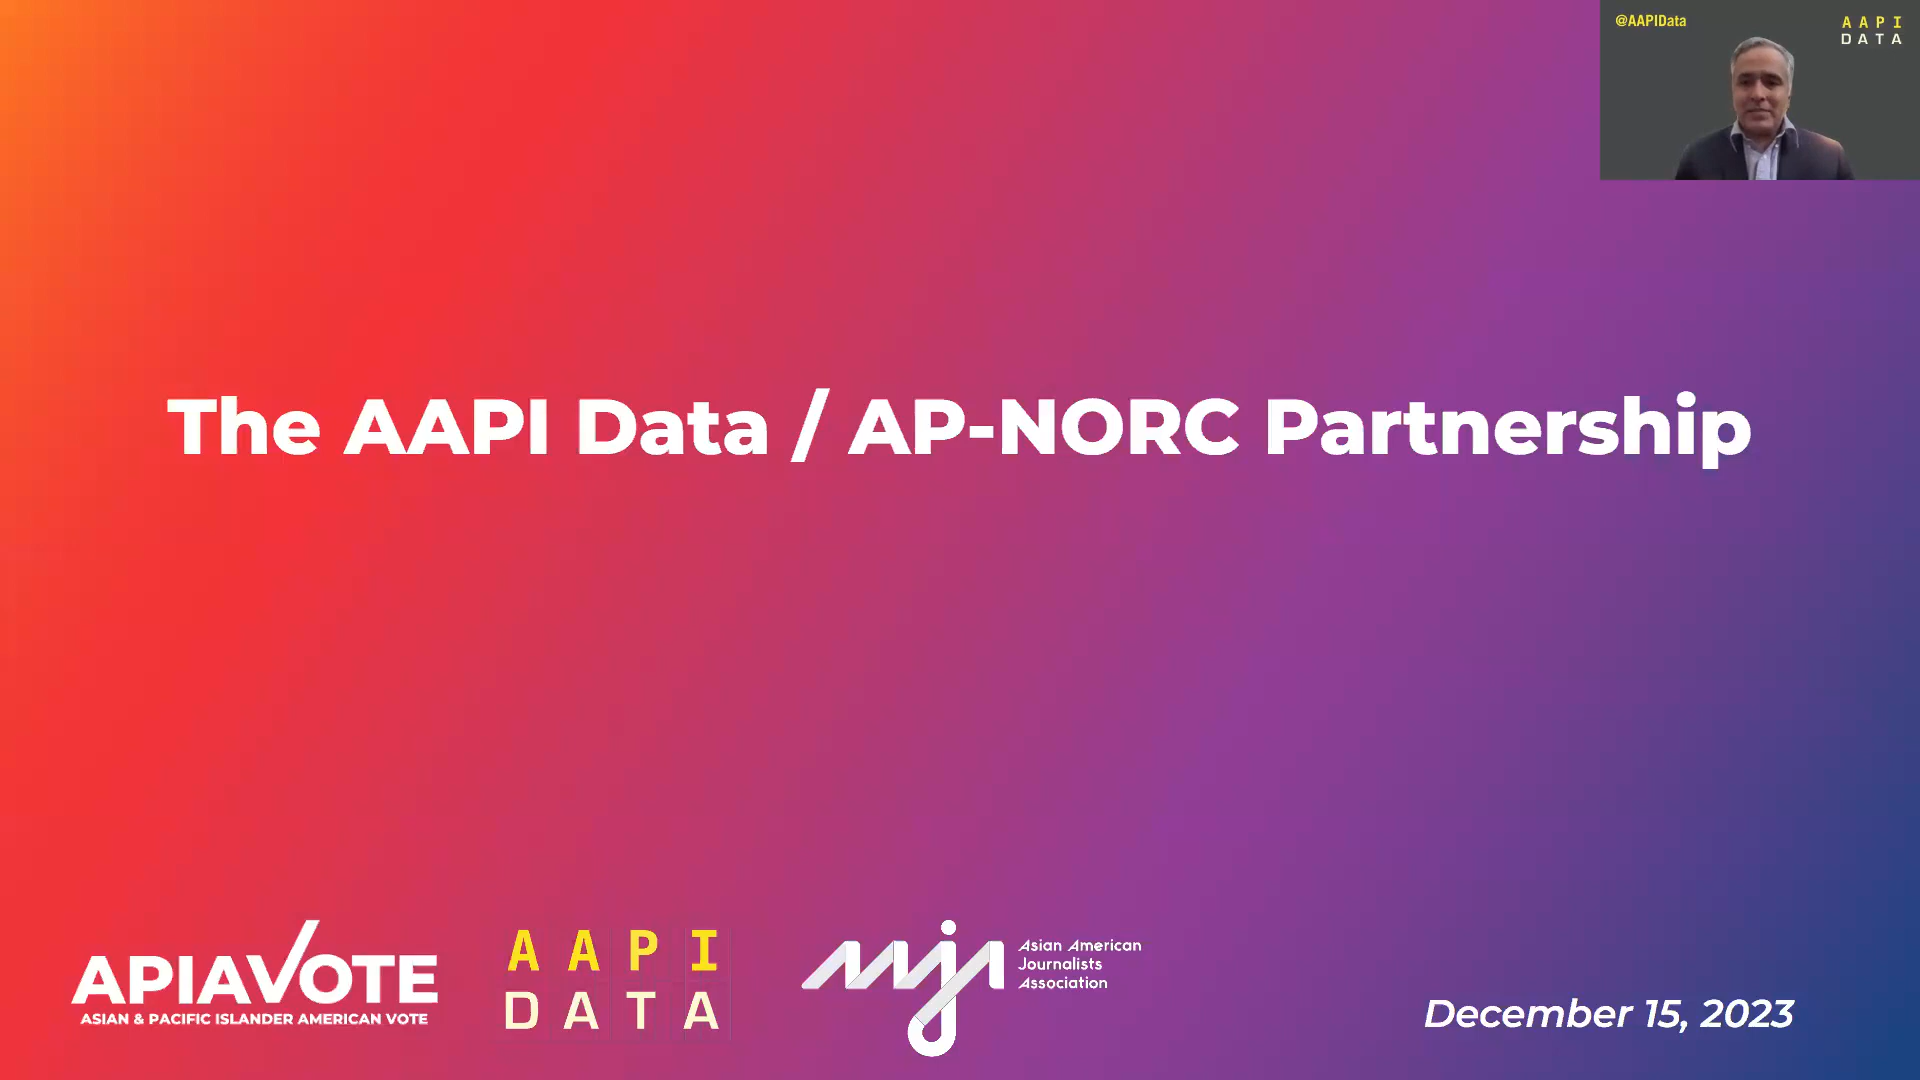 @AAPIData
A A P I
D A T A
The AAPI Data / AP-NORC Partnership
APIAVOTE
ASIAN & PACIFIC ISLANDER AMERICAN VOTE
A A P I
D A T A
aaja
Asian American
Journalists
Association
December 15, 2023